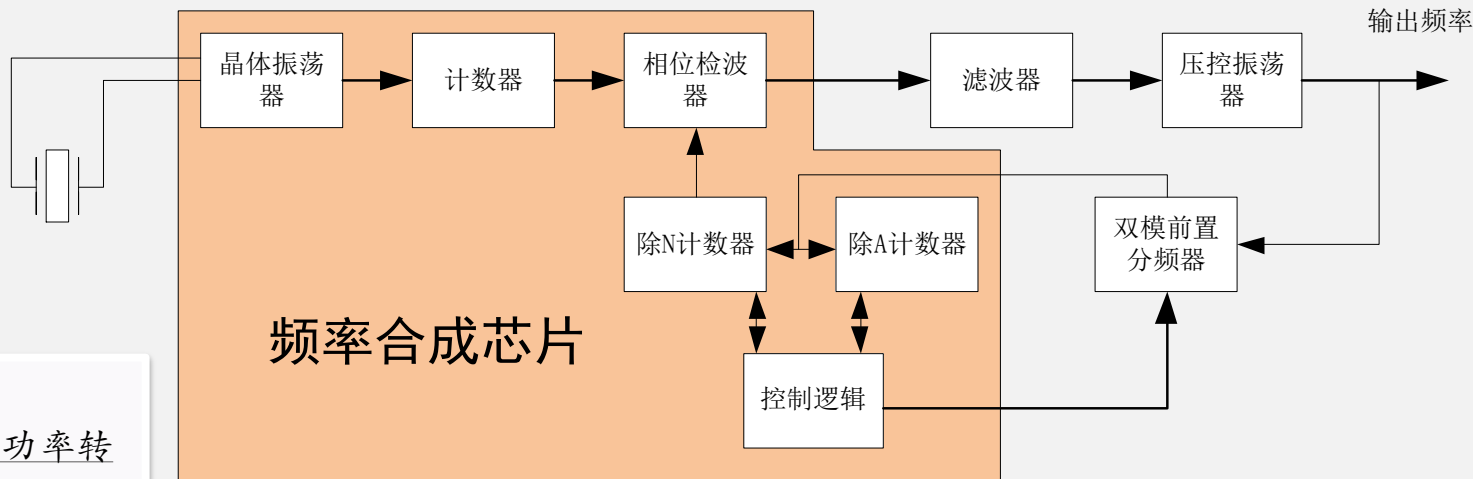 输出频率
晶体振荡
器
计数器
相位检波
器
滤波器
压控振荡
器
除N计数器
除A计数器
双模前置
分频器
频率合成芯片
控制逻辑
功率转